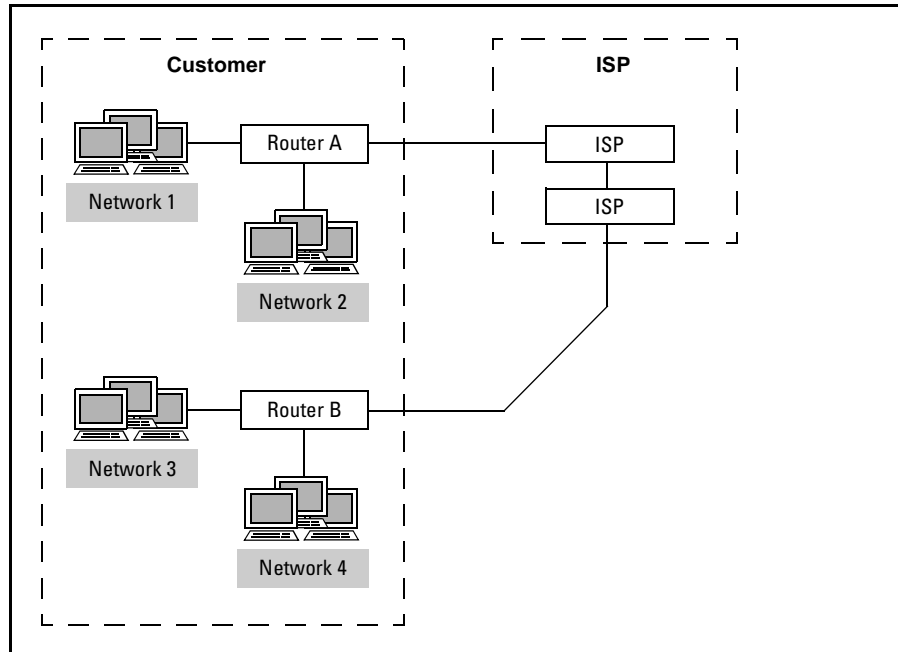 Customer
ISP
Router A
ISP
Network 1
ISP
Network 2
Router B
Network 3
Network 4